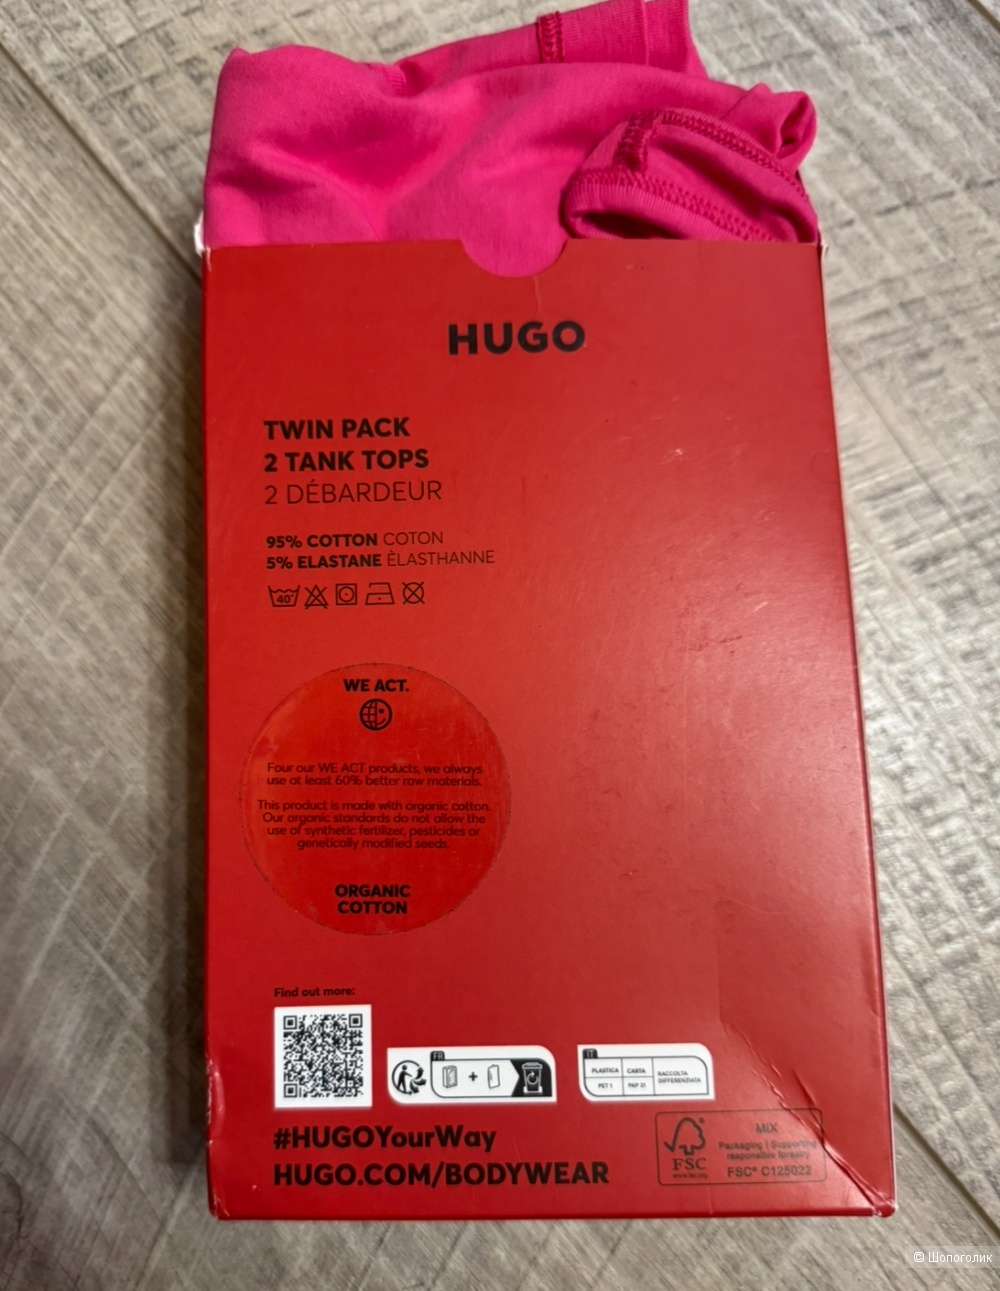 HUGO
TWIN PACK
2 TANK TOPS
2 DÉBARDEUR
95% COTTON COTON
5% ELASTANE ÈLASTHANNE
40
WE ACT.
Four our WE ACT products, we always
use at least 60% better raw materials.
This product is made with organic cotton.
Our organic standards do not allow the
use of synthetic fertilizer, pesticides or
genetically modified seeds.
ORGANIC
COTTON
Find out more:
FR
+
IT
PLASTICA CARTA RACCOLTA DIFFERENZIATA
PET 1 PAP 21
#HUGOYourWay
HUGO.COM/BODYWEAR
FSC
www.fsc.org
MIX
Packaging | Supporting
responsible forestry
FSC® C125022
© Шопоголик